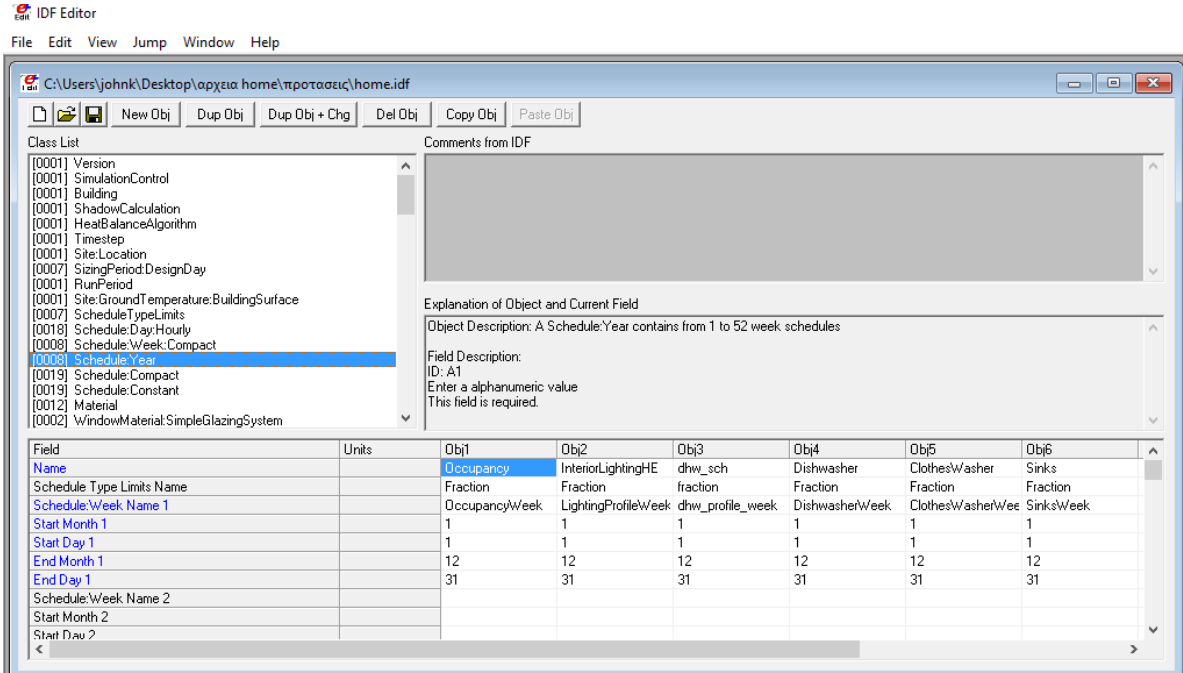 IDF Editor
File Edit View Jump Window Help
C:\Users\johnk\Desktop\αρχεια home\προτασεις\home.idf
New Obj Dup Obj Dup Obj + Chg Del Obj Copy Obj Paste Obj
Class List
[0001] Version
[0001] SimulationControl
[0001] Building
[0001] ShadowCalculation
[0001] HeatBalanceAlgorithm
[0001] Timestep
[0001] Site:Location
[0007] SizingPeriod:DesignDay
[0001] RunPeriod
[0001] Site:GroundTemperature:BuildingSurface
[0007] ScheduleTypeLimits
[0018] Schedule:Day:Hourly
[0008] Schedule:Week:Compact
[0008] Schedule:Year
[0019] Schedule:Compact
[0019] Schedule:Constant
[0012] Material
[0002] WindowMaterial:SimpleGlazingSystem
Comments from IDF
Explanation of Object and Current Field
Object Description: A Schedule:Year contains from 1 to 52 week schedules
Field Description:
ID: A1
Enter a alphanumeric value
This field is required.
Field Units Obj1 Obj2 Obj3 Obj4 Obj5 Obj6
Name Occupancy InteriorLightingHE dhw_sch Dishwasher ClothesWasher Sinks
Schedule Type Limits Name Fraction Fraction fraction Fraction Fraction Fraction
Schedule:Week Name 1 OccupancyWeek LightingProfileWeek dhw_profile_week DishwasherWeek ClothesWasherWee SinksWeek
Start Month 1 1 1 1 1 1 1
Start Day 1 1 1 1 1 1 1
End Month 1 12 12 12 12 12 12
End Day 1 31 31 31 31 31 31
Schedule:Week Name 2
Start Month 2
Start Day 2